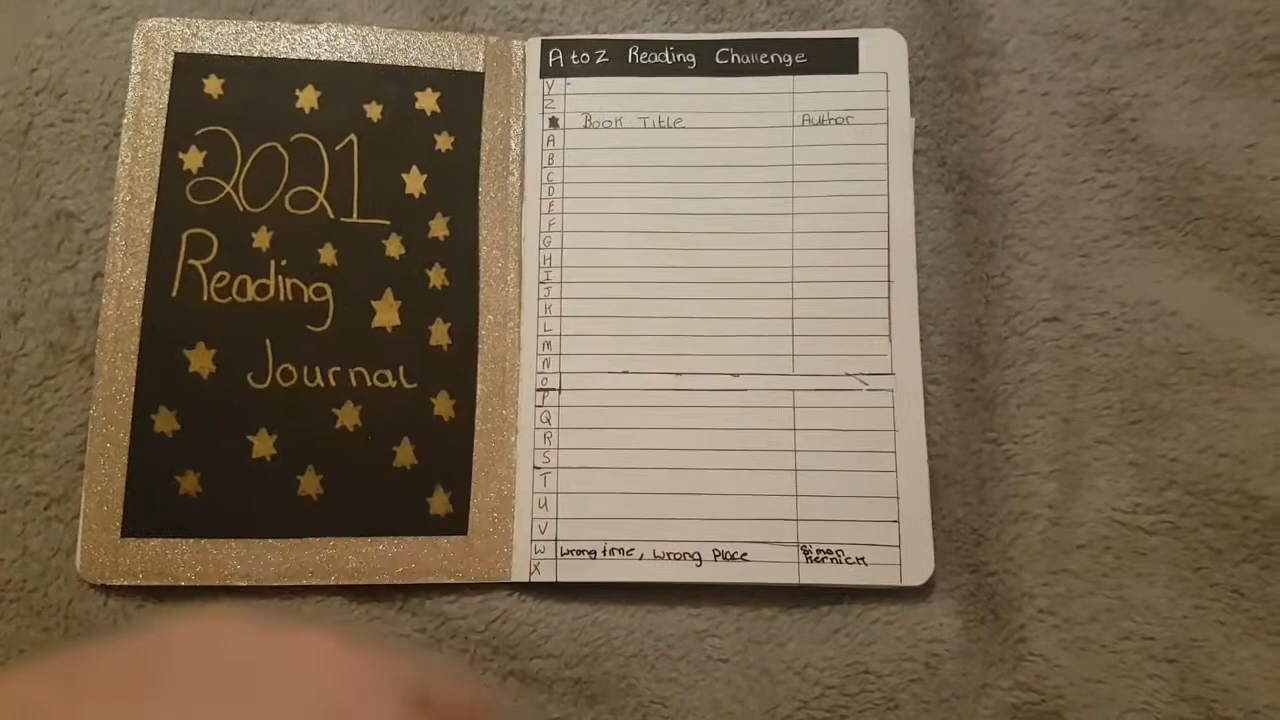 2021
Reading
Journal
A to Z Reading Challenge
Y
Z
Book Title Author
A
B
C
D
E
F
G
H
I
J
K
L
M
N
O
P
Q
R
S
T
U
V
W Wrong time, Wrong Place Simon Kernick
X